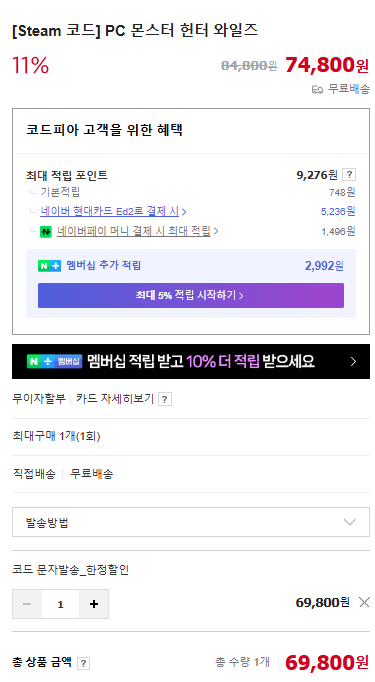 [Steam 코드] PC 몬스터 헌터 와일즈
11% 84,800원 74,800원
무료배송
코드피아 고객을 위한 혜택
최대 적립 포인트 9,276원 ?
기본적립 748원
네이버 현대카드 Ed2로 결제 시 > 5,236원
N 네이버페이 머니 결제 시 최대 적립 > 1,496원
N + 멤버십 추가 적립 2,992원
최대 5% 적립 시작하기 >
N + 멤버십 멤버십 적립 받고 10% 더 적립 받으세요 >
무이자할부 카드 자세히보기 ?
최대구매 1개(1회)
직접배송 무료배송
발송방법
코드 문자발송_한정할인
− 1 + 69,800원 ×
총 상품 금액 ? 총 수량 1개 69,800원